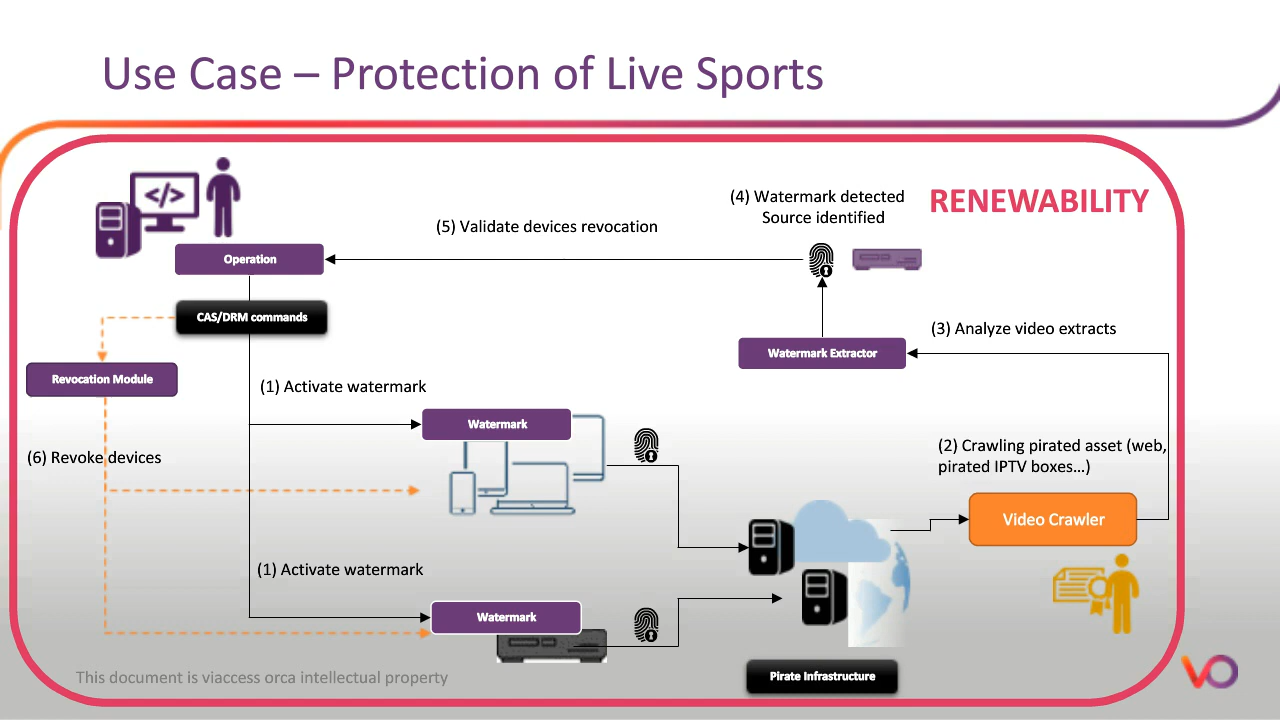 Use Case – Protection of Live Sports
RENEWABILITY
(4) Watermark detected
Source identified
(5) Validate devices revocation
</>
Operation
CAS/DRM commands
(3) Analyze video extracts
Watermark Extractor
Revocation Module
(1) Activate watermark
Watermark
(6) Revoke devices
(2) Crawling pirated asset (web,
pirated IPTV boxes...)
Video Crawler
(1) Activate watermark
Watermark
Pirate Infrastructure
This document is viaccess orca intellectual property
VO